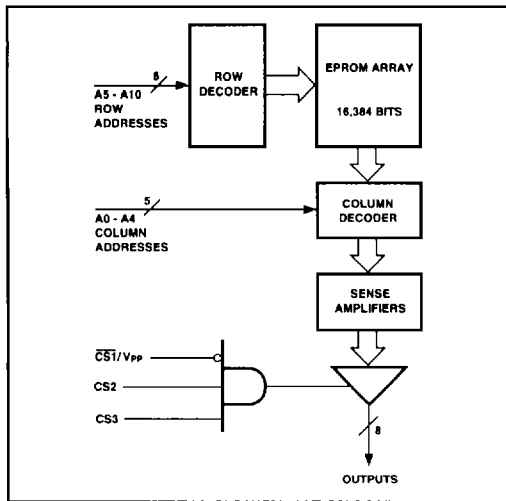 6
A5 - A10
ROW
ADDRESSES
ROW
DECODER
EPROM ARRAY
16,384 BITS
5
A0 - A4
COLUMN
ADDRESSES
COLUMN
DECODER
SENSE
AMPLIFIERS
CS1/VPP
CS2
CS3
8
OUTPUTS